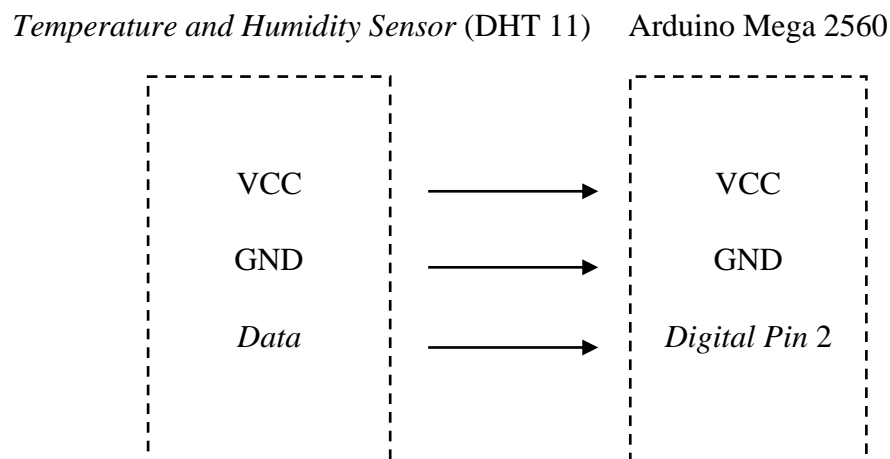 Temperature and Humidity Sensor (DHT 11) Arduino Mega 2560
VCC VCC
GND GND
Data Digital Pin 2